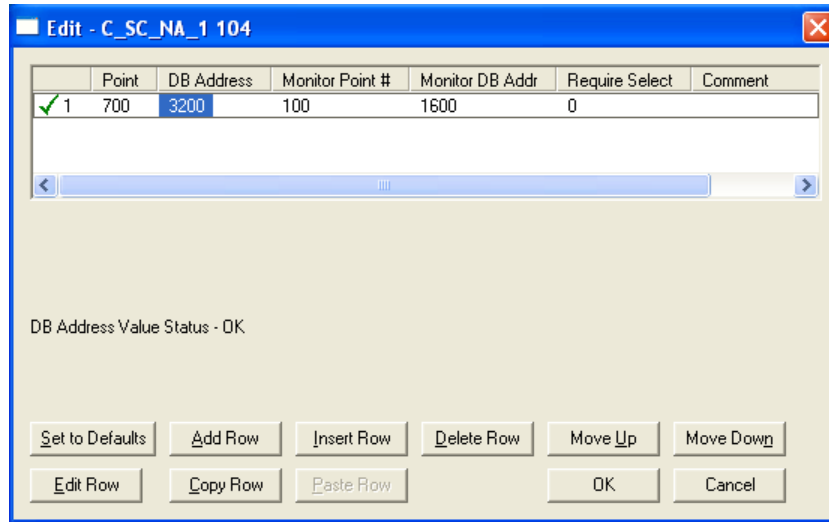 Edit - C_SC_NA_1 104
Point DB Address Monitor Point # Monitor DB Addr Require Select Comment
1 700 3200 100 1600 0
DB Address Value Status - OK
Set to Defaults Add Row Insert Row Delete Row Move Up Move Down
Edit Row Copy Row Paste Row OK Cancel